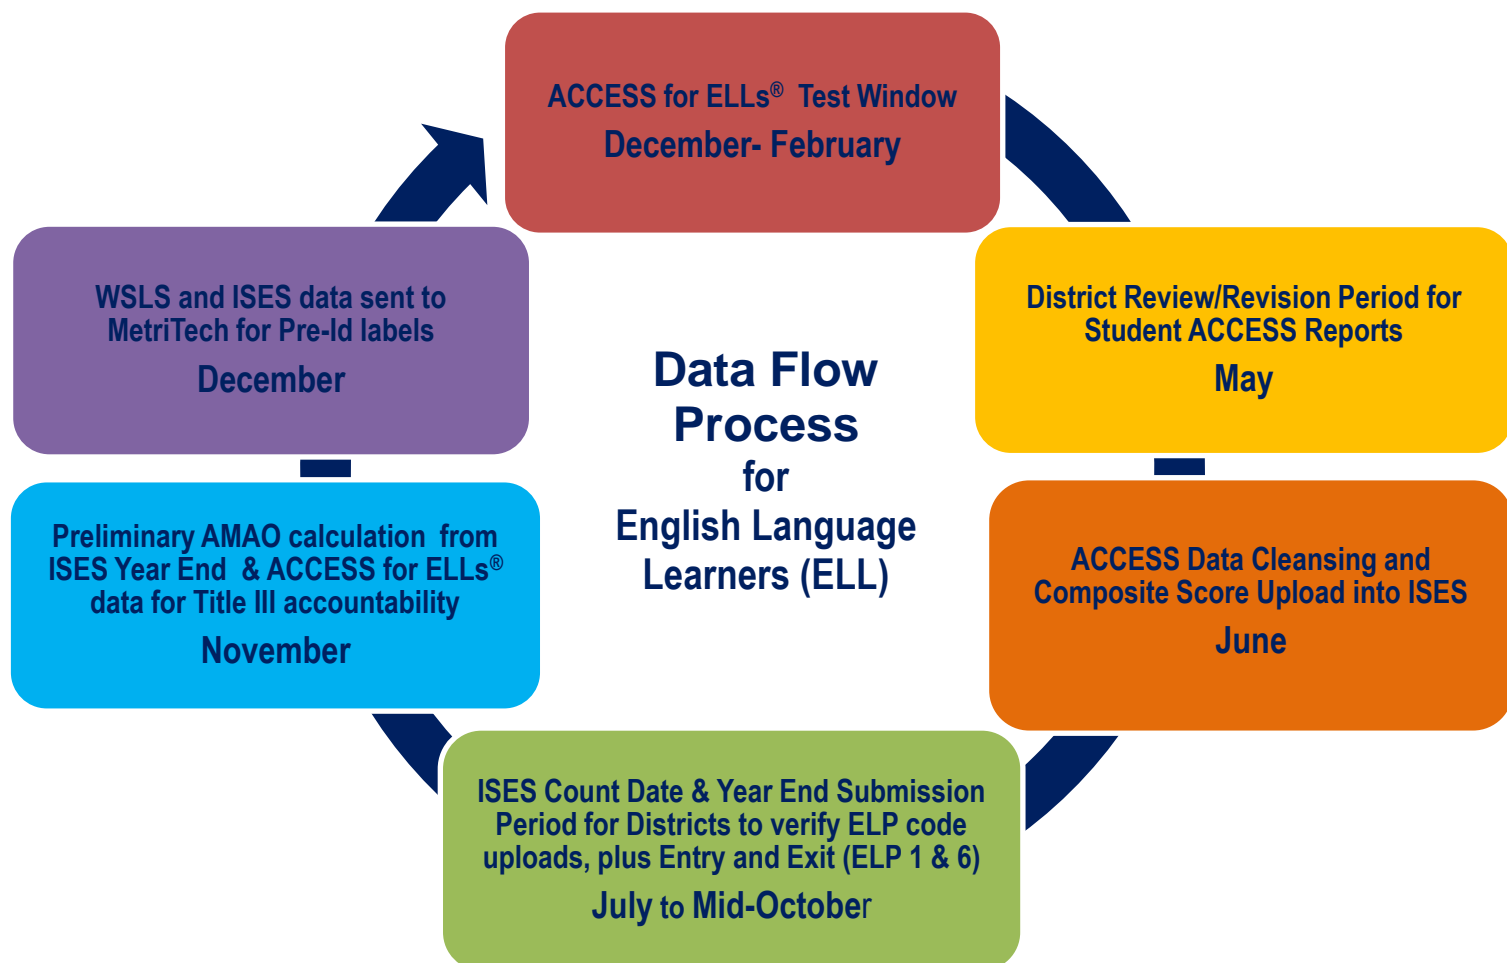 ACCESS for ELLs® Test Window
December- February
District Review/Revision Period for
Student ACCESS Reports
May
ACCESS Data Cleansing and
Composite Score Upload into ISES
June
ISES Count Date & Year End Submission
Period for Districts to verify ELP code
uploads, plus Entry and Exit (ELP 1 & 6)
July to Mid-October
Preliminary AMAO calculation from
ISES Year End & ACCESS for ELLs®
data for Title III accountability
November
WSLS and ISES data sent to
MetriTech for Pre-Id labels
December
Data Flow
Process
for
English Language
Learners (ELL)